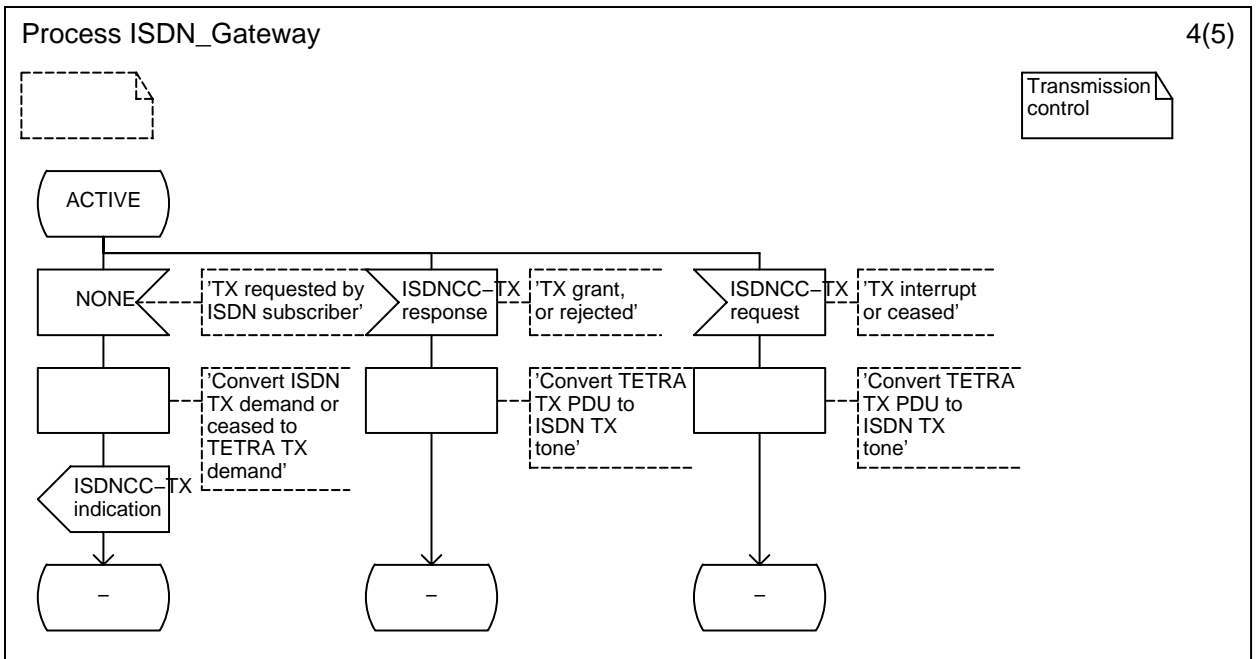 Process ISDN_Gateway
4(5)
Transmission
control
ACTIVE
NONE
’TX requested by
ISDN subscriber’
ISDNCC−TX
response
’TX grant,
or rejected’
ISDNCC−TX
request
’TX interrupt
or ceased’
’Convert ISDN
TX demand or
ceased to
TETRA TX
demand’
’Convert TETRA
TX PDU to
ISDN TX
tone’
’Convert TETRA
TX PDU to
ISDN TX
tone’
ISDNCC−TX
indication
−
−
−